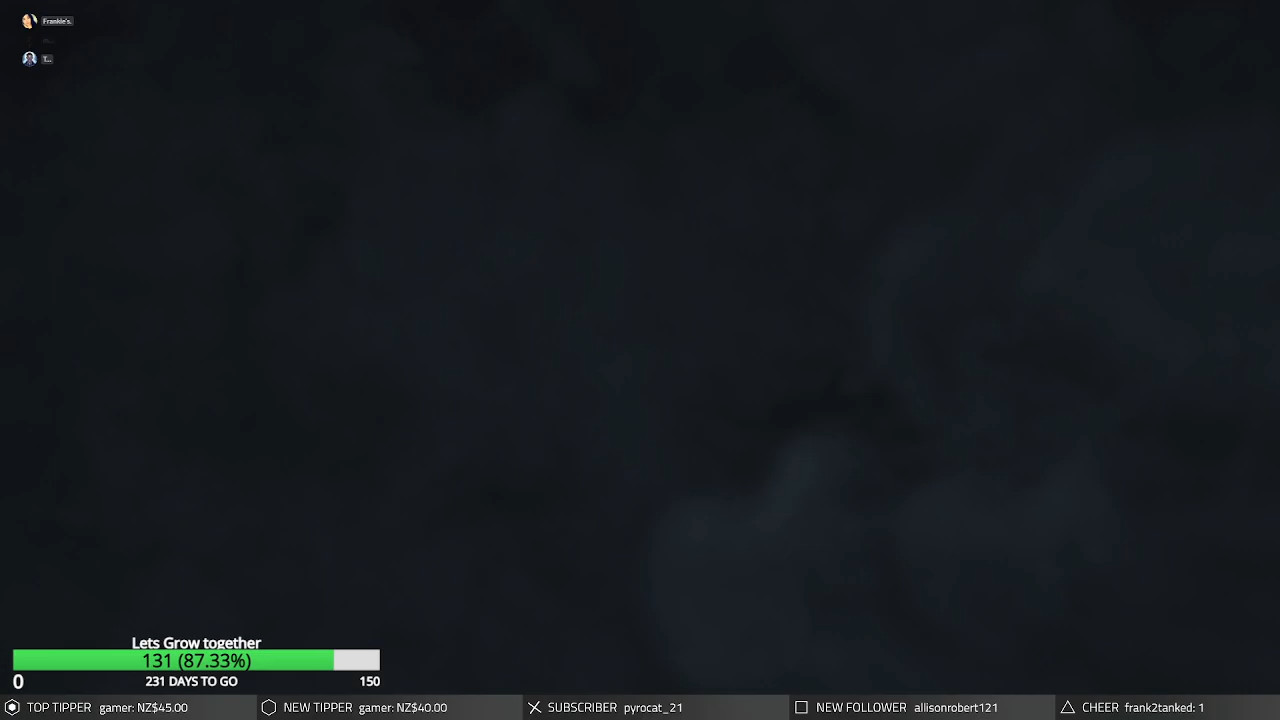 Frankie's.
T...
Lets Grow together
131 (87.33%)
0 231 DAYS TO GO 150
TOP TIPPER gamer: NZ$45.00 NEW TIPPER gamer: NZ$40.00 SUBSCRIBER pyrocat_21 NEW FOLLOWER allisonrobert121 CHEER frank2tanked: 1